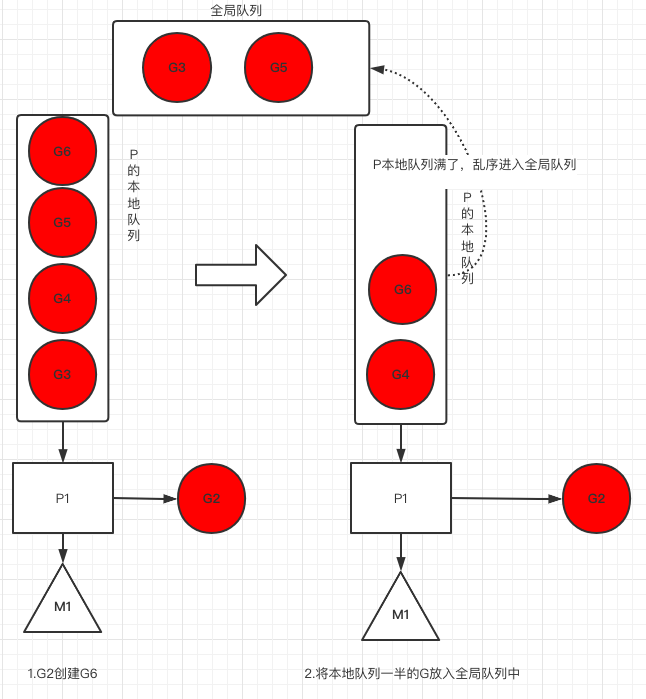 全局队列
G3
G5
G6
G5
G4
G3
P
的
本
地
队
列
P1
G2
M1
1.G2创建G6
P本地队列满了，乱序进入全局队列
P
的
本
地
队
列
G6
G4
P1
G2
M1
2.将本地队列一半的G放入全局队列中